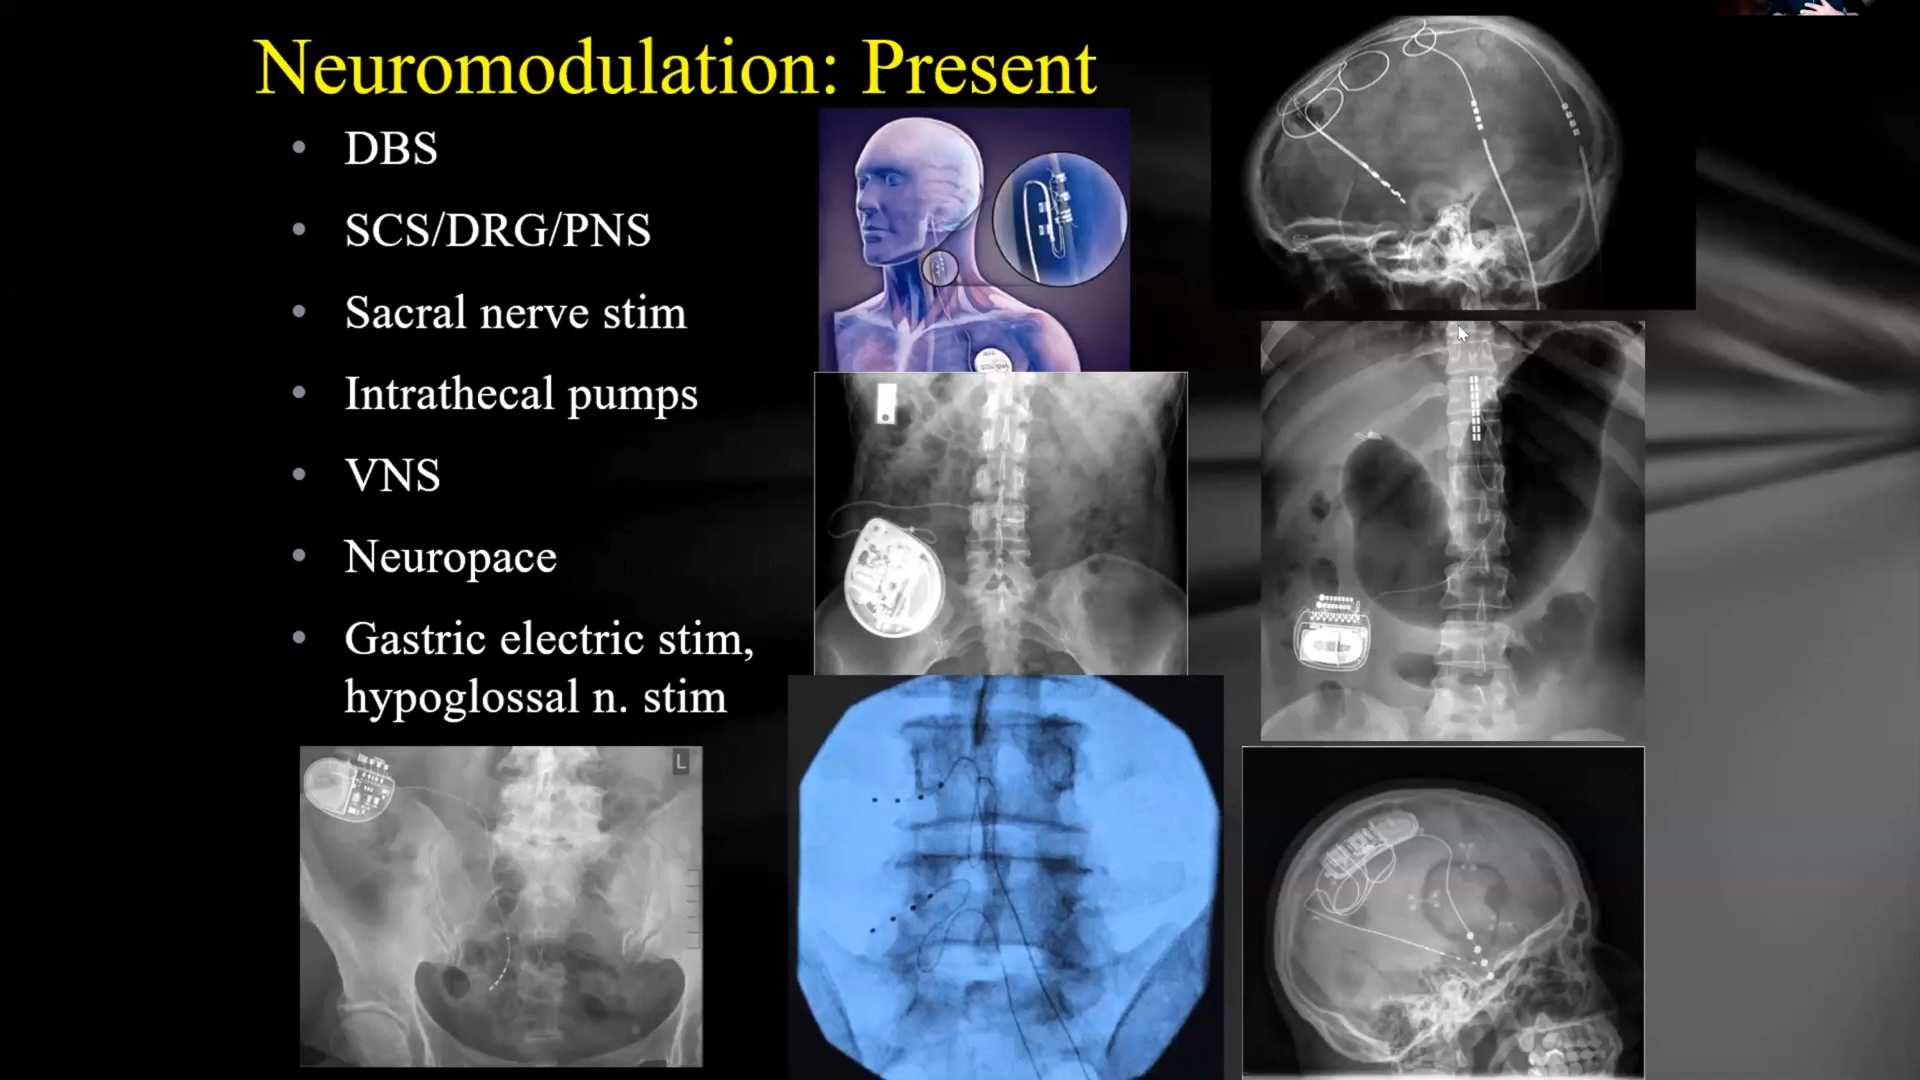 Neuromodulation: Present
• DBS
• SCS/DRG/PNS
• Sacral nerve stim
• Intrathecal pumps
• VNS
• Neuropace
• Gastric electric stim,
hypoglossal n. stim
L